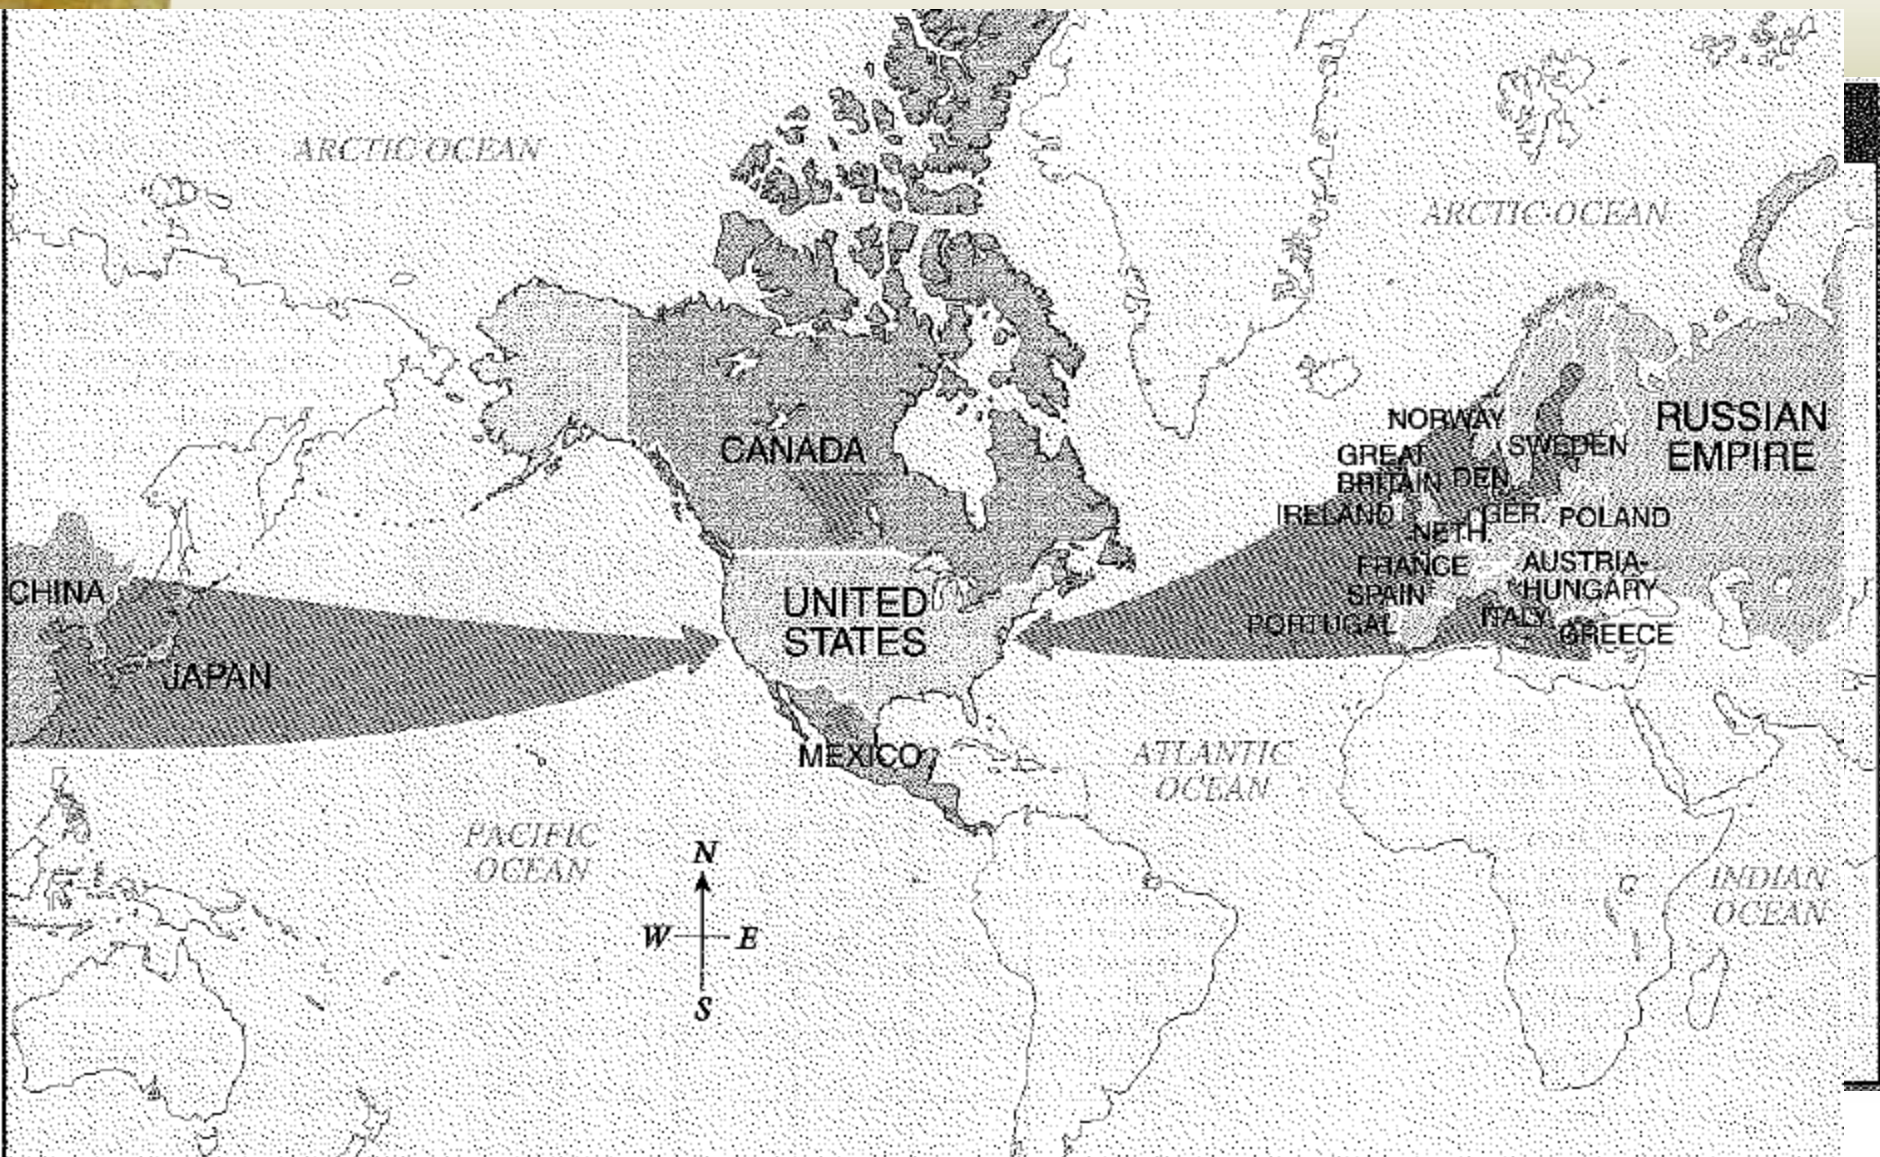 ARCTIC OCEAN
ARCTIC OCEAN
NORWAY
RUSSIAN
EMPIRE
CANADA
SWEDEN
GREAT
BRITAIN
DEN.
IRELAND
NETH.
GER.
POLAND
FRANCE
AUSTRIA-
HUNGARY
CHINA
SPAIN
UNITED
STATES
ITALY
PORTUGAL
GREECE
JAPAN
MEXICO
ATLANTIC
OCEAN
PACIFIC
OCEAN
N
W
E
S
INDIAN
OCEAN